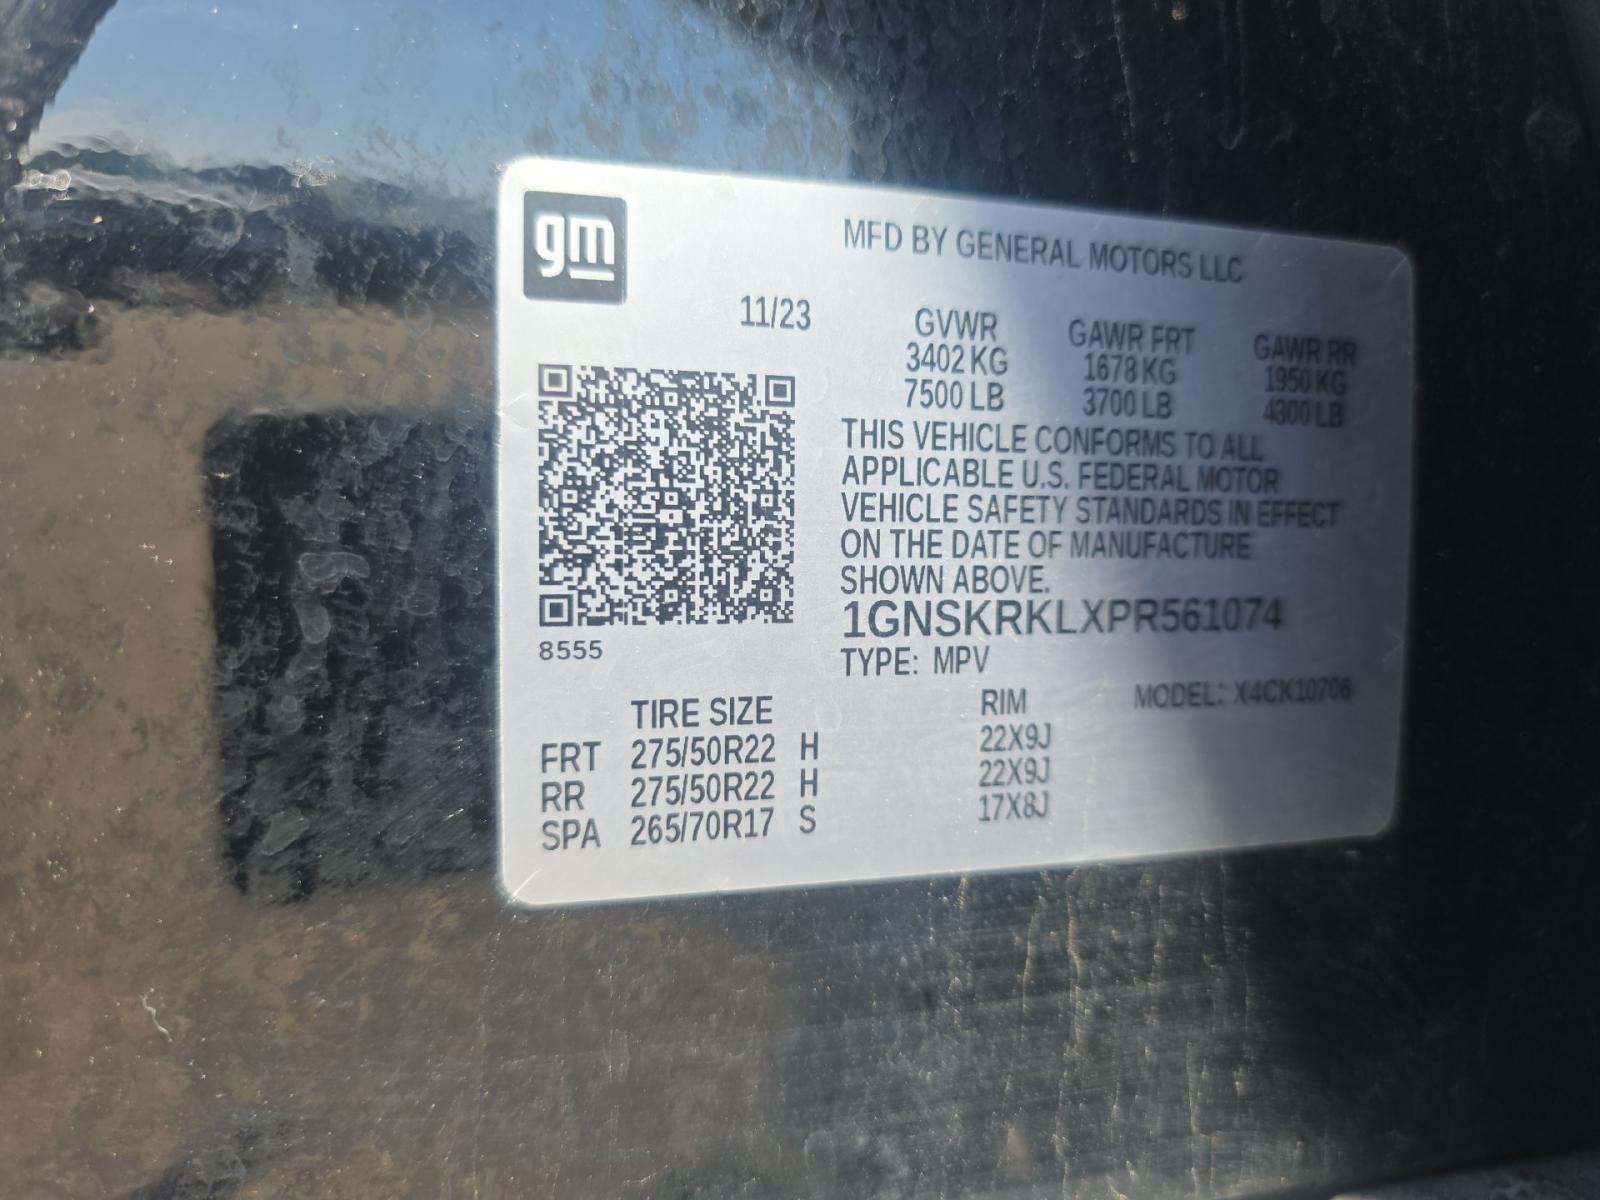 gm
MFD BY GENERAL MOTORS LLC
11/23
GVWR GAWR FRT GAWR RR
3402 KG 1678 KG 1950 KG
7500 LB 3700 LB 4300 LB
THIS VEHICLE CONFORMS TO ALL
APPLICABLE U.S. FEDERAL MOTOR
VEHICLE SAFETY STANDARDS IN EFFECT
ON THE DATE OF MANUFACTURE
SHOWN ABOVE.
1GNSKRKLXPR561074
8555
TYPE: MPV
TIRE SIZE RIM MODEL: X4CK10706
FRT 275/50R22 H 22X9J
RR 275/50R22 H 22X9J
SPA 265/70R17 S 17X8J